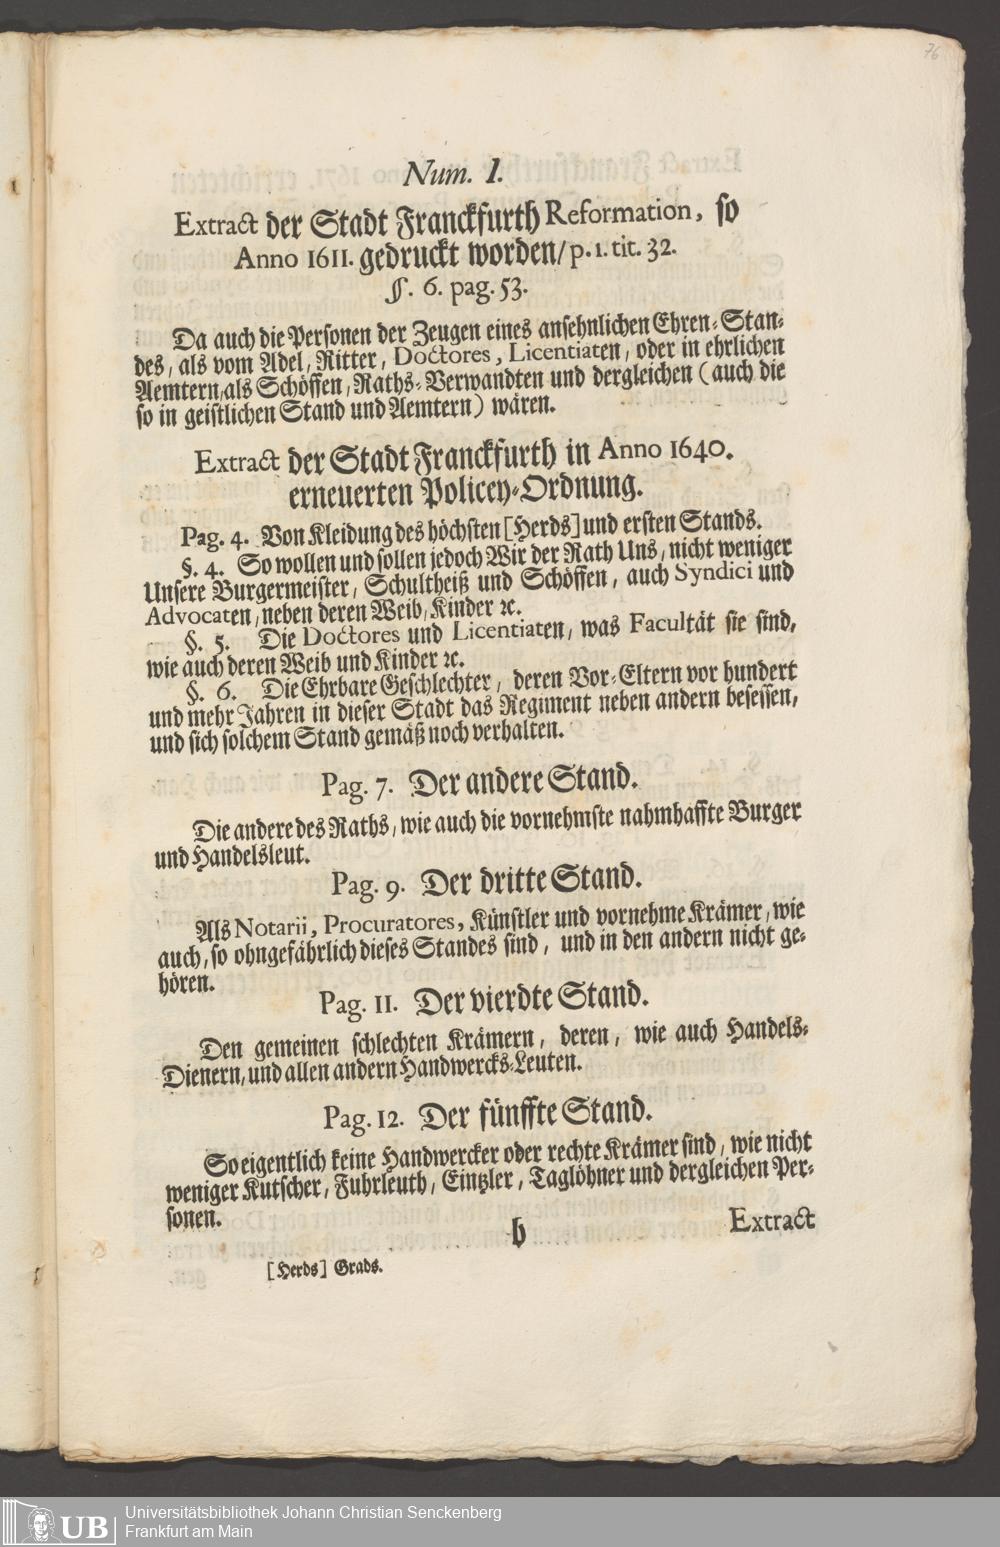 76
Num. I.
Extract der Stadt Franckfurth Reformation, so
Anno 1611. gedruckt worden/ p. 1. tit. 32.
§. 6. pag. 53.
Da auch die Personen der Zeugen eines ansehnlichen Ehren-Stan-
des, als vom Adel, Ritter, Doctores, Licentiaten, oder in ehrlichen
Aemtern, als Schöffen, Raths-Verwandten und dergleichen (auch die
so in geistlichen Stand und Aemtern) wären.
Extract der Stadt Franckfurth in Anno 1640.
erneuerten Policey-Ordnung.
Pag. 4. Von Kleidung des höchsten [Herds] und ersten Stands.
§. 4. So wollen und sollen jedoch Wir der Rath Uns, nicht weniger
Unsere Burgermeister, Schultheiß und Schöffen, auch Syndici und
Advocaten, neben deren Weib, Kinder ꝛc.
§. 5. Die Doctores und Licentiaten, was Facultät sie sind,
wie auch deren Weib und Kinder ꝛc.
§. 6. Die Ehrbare Geschlechter, deren Vor-Eltern vor hundert
und mehr Jahren in dieser Stadt das Regiment neben andern besessen,
und sich solchem Stand gemäß noch verhalten.
Pag. 7. Der andere Stand.
Die andere des Raths, wie auch die vornehmste nahmhaffte Burger
und Handelsleut.
Pag. 9. Der dritte Stand.
Als Notarii, Procuratores, Künstler und vornehme Krämer, wie
auch, so ohngefährlich dieses Standes sind, und in den andern nicht ge-
hören.
Pag. 11. Der vierdte Stand.
Den gemeinen schlechten Krämern, deren, wie auch Handels-
Dienern, und allen andern Handwercks-Leuten.
Pag. 12. Der fünffte Stand.
So eigentlich keine Handwercker oder rechte Krämer sind, wie nicht
weniger Kutscher, Fuhrleuth, Eintzler, Taglöhner und dergleichen Per-
sonen.
b Extract
[Herds] Grads.
UB Universitätsbibliothek Johann Christian Senckenberg
Frankfurt am Main